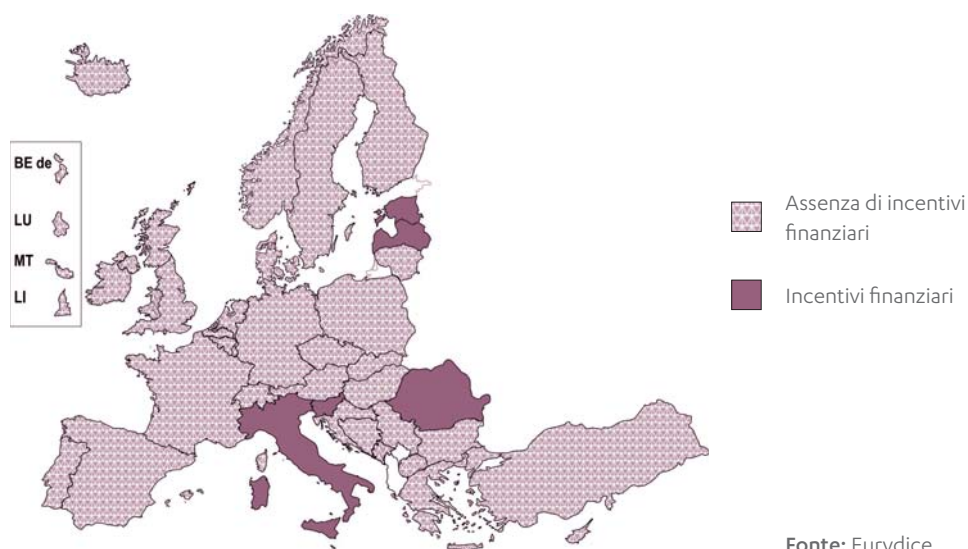 BE de
LU
MT
LI
Assenza di incentivi
finanziari
Incentivi finanziari
Fonte: Eurydice